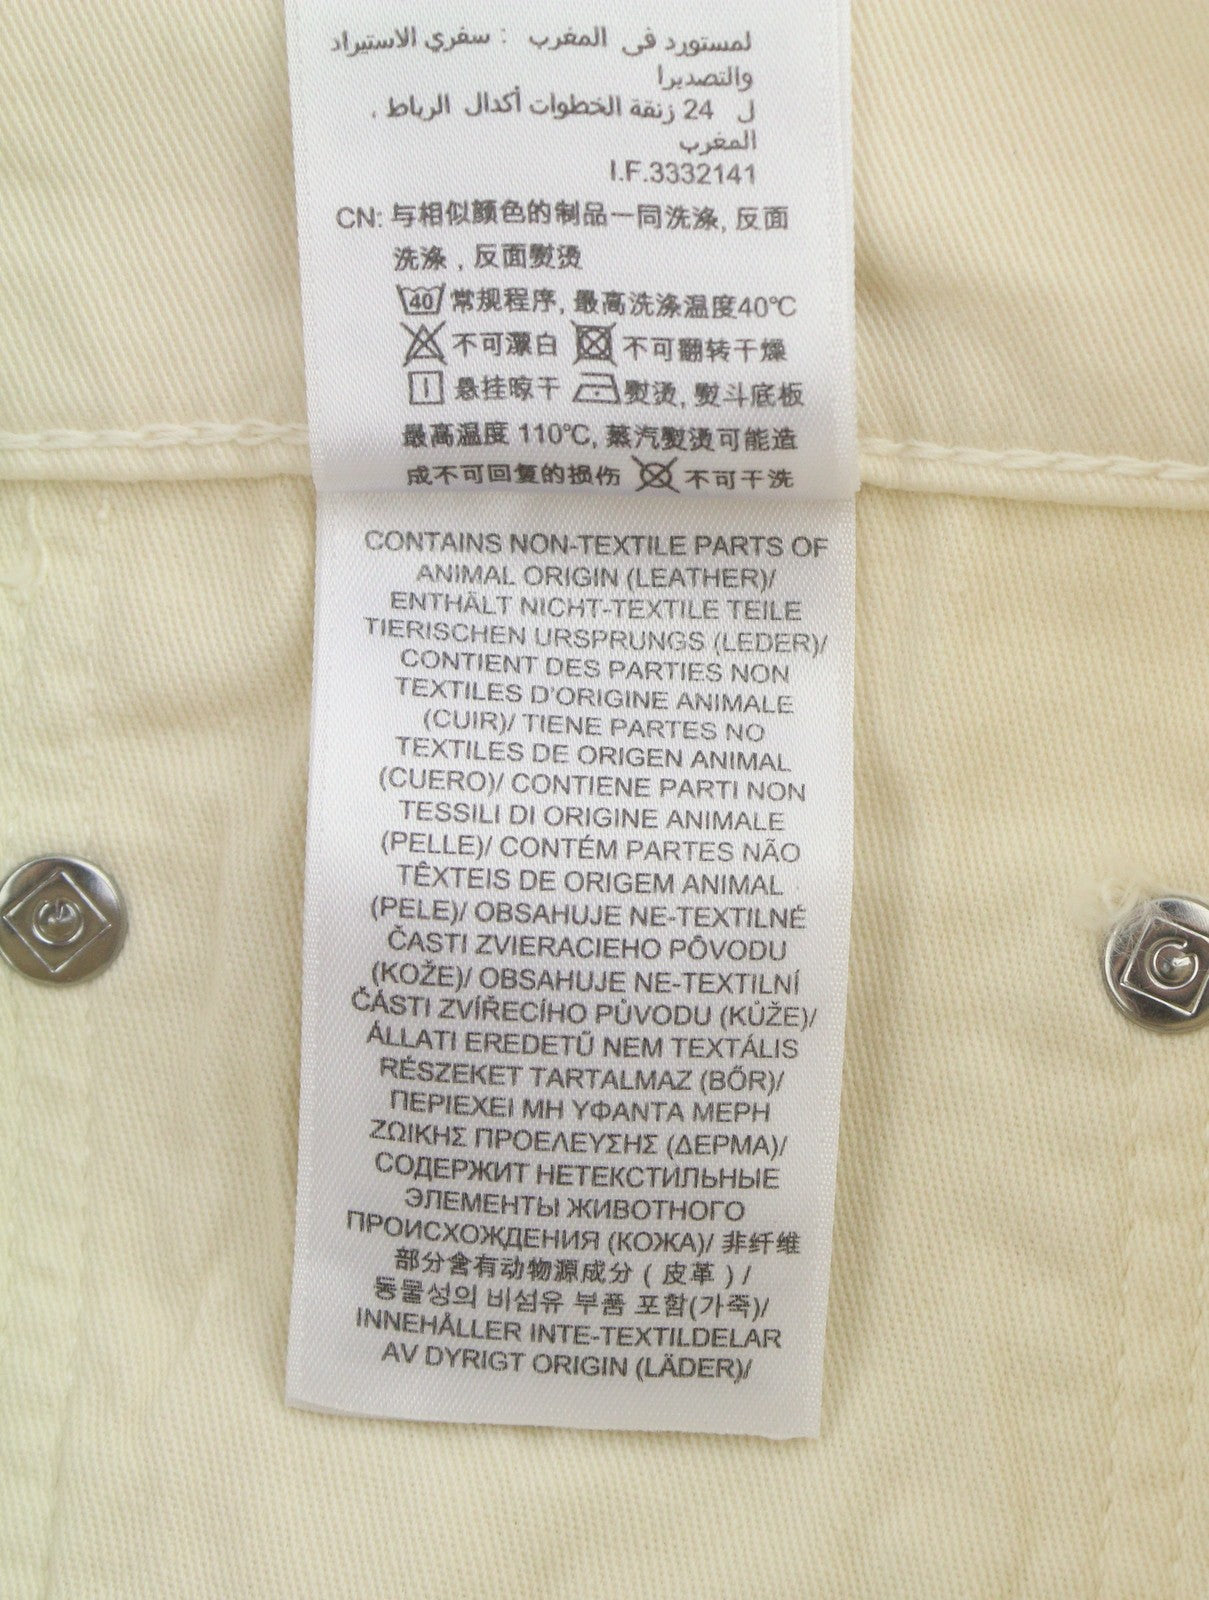 لمستورد في المغرب : سفري الاستيراد
والتصديرا
ل 24 زنقة الخطوات أكدال الرباط ,
المغرب
I.F.3332141
CN: 与相似颜色的制品一同洗涤, 反面
洗涤 , 反面熨烫
40 常规程序, 最高洗涤温度40℃
不可漂白 不可翻转干燥
悬挂晾干 熨烫, 熨斗底板
最高温度 110℃, 蒸汽熨烫可能造
成不可回复的损伤 不可干洗
CONTAINS NON-TEXTILE PARTS OF
ANIMAL ORIGIN (LEATHER)/
ENTHÄLT NICHT-TEXTILE TEILE
TIERISCHEN URSPRUNGS (LEDER)/
CONTIENT DES PARTIES NON
TEXTILES D'ORIGINE ANIMALE
(CUIR)/ TIENE PARTES NO
TEXTILES DE ORIGEN ANIMAL
(CUERO)/ CONTIENE PARTI NON
TESSILI DI ORIGINE ANIMALE
(PELLE)/ CONTÉM PARTES NÃO
TÊXTEIS DE ORIGEM ANIMAL
(PELE)/ OBSAHUJE NE-TEXTILNÉ
ČASTI ZVIERACIEHO PÔVODU
(KOŽE)/ OBSAHUJE NE-TEXTILNÍ
ČÁSTI ZVÍŘECÍHO PŮVODU (KŮŽE)/
ÁLLATI EREDETŰ NEM TEXTÁLIS
RÉSZEKET TARTALMAZ (BŐR)/
ΠΕΡΙΕΧΕΙ ΜΗ ΥΦΑΝΤΑ ΜΕΡΗ
ΖΩΙΚΗΣ ΠΡΟΕΛΕΥΣΗΣ (ΔΕΡΜΑ)/
СОДЕРЖИТ НЕТЕКСТИЛЬНЫЕ
ЭЛЕМЕНТЫ ЖИВОТНОГО
ПРОИСХОЖДЕНИЯ (КОЖА)/ 非纤维
部分含有动物源成分 ( 皮革 ) /
동물성의 비섬유 부품 포함(가죽)/
INNEHÅLLER INTE-TEXTILDELAR
AV DYRIGT ORIGIN (LÄDER)/
G
G